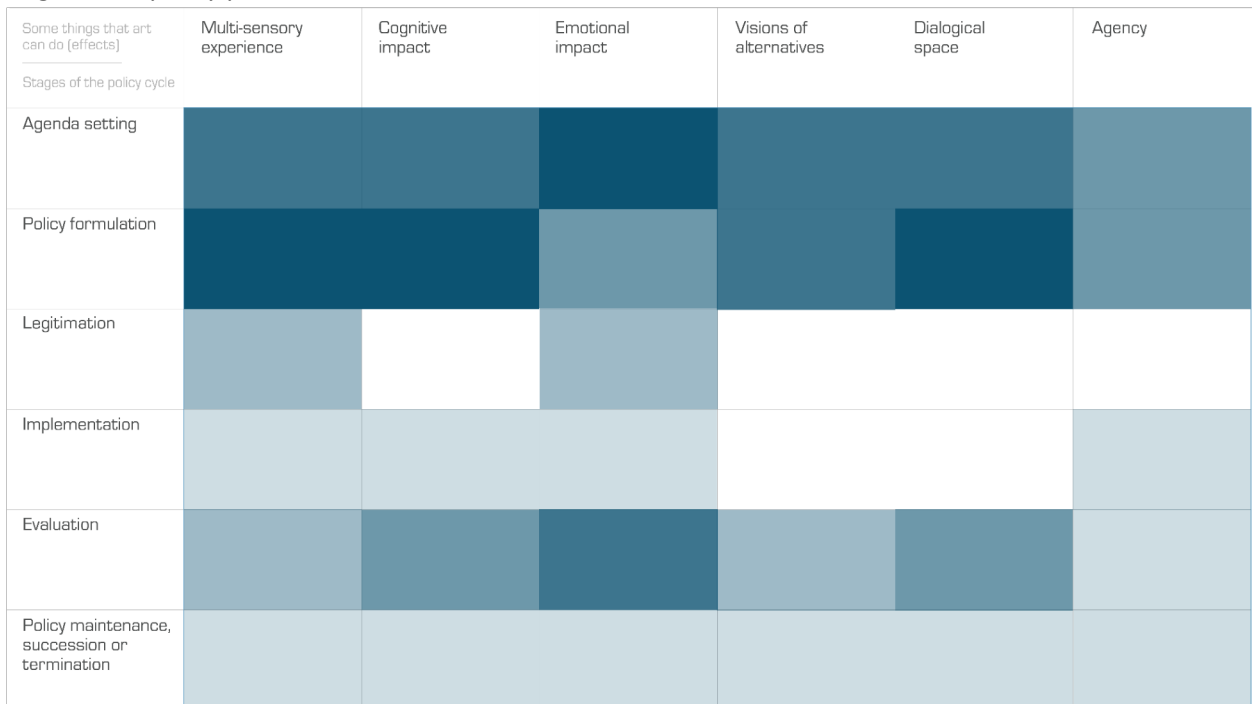 Some things that art
can do (effects)
Stages of the policy cycle
Multi-sensory
experience
Cognitive
impact
Emotional
impact
Visions of
alternatives
Dialogical
space
Agency
Agenda setting
Policy formulation
Legitimation
Implementation
Evaluation
Policy maintenance,
succession or
termination